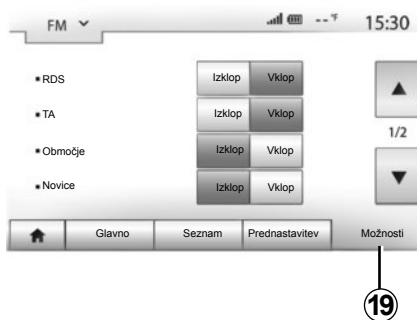 FM -- °F 15:30
RDS Izklop Vklop
TA Izklop Vklop
1/2
Območje Izklop Vklop
Novice Izklop Vklop
Glavno Seznam Prednastavitev Možnosti
19